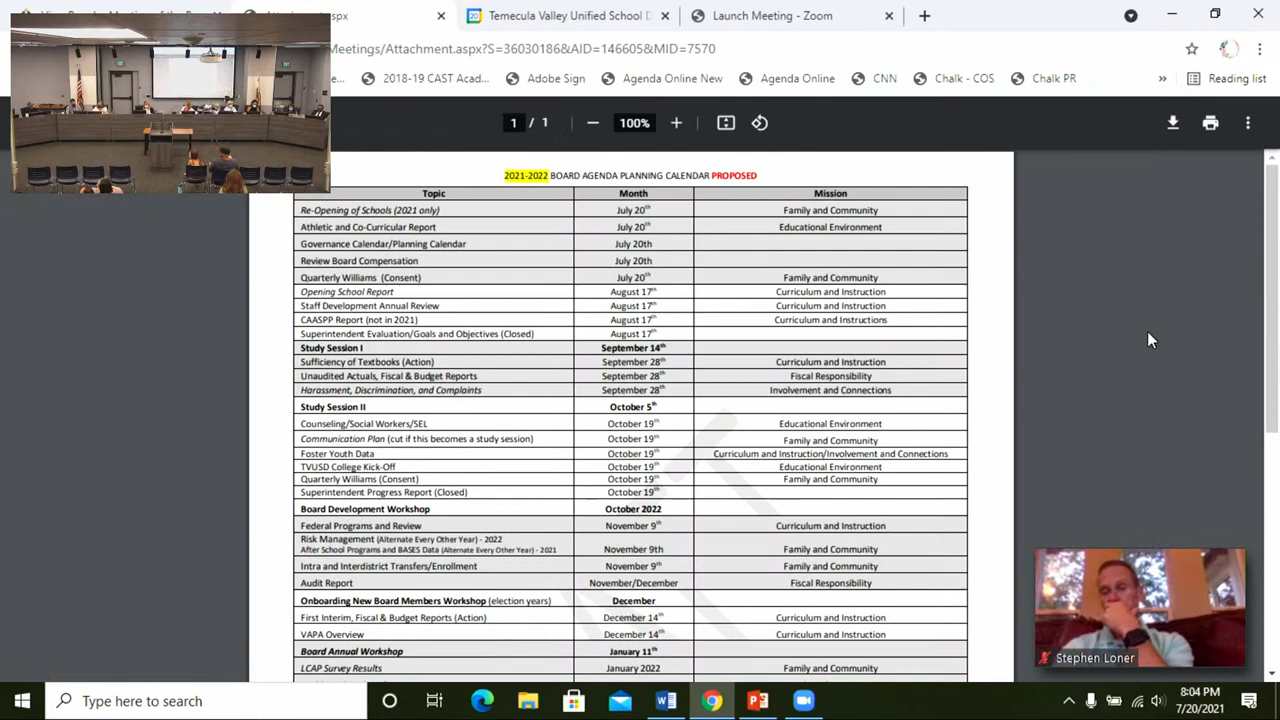 aspx
Temecula Valley Unified School D
Launch Meeting - Zoom
Meetings/Attachment.aspx?S=36030186&AID=146605&MID=7570
2018-19 CAST Acad...
Adobe Sign
Agenda Online New
Agenda Online
CNN
Chalk - COS
Chalk PR
Reading list
1 / 1
100%
2021-2022 BOARD AGENDA PLANNING CALENDAR PROPOSED
Topic Month Mission
Re-Opening of Schools (2021 only) July 20th Family and Community
Athletic and Co-Curricular Report July 20th Educational Environment
Governance Calendar/Planning Calendar July 20th
Review Board Compensation July 20th
Quarterly Williams (Consent) July 20th Family and Community
Opening School Report August 17th Curriculum and Instruction
Staff Development Annual Review August 17th Curriculum and Instruction
CAASPP Report (not in 2021) August 17th Curriculum and Instructions
Superintendent Evaluation/Goals and Objectives (Closed) August 17th
Study Session I September 14th
Sufficiency of Textbooks (Action) September 28th Curriculum and Instruction
Unaudited Actuals, Fiscal & Budget Reports September 28th Fiscal Responsibility
Harassment, Discrimination, and Complaints September 28th Involvement and Connections
Study Session II October 5th
Counseling/Social Workers/SEL October 19th Educational Environment
Communication Plan (cut if this becomes a study session) October 19th Family and Community
Foster Youth Data October 19th Curriculum and Instruction/Involvement and Connections
TVUSD College Kick-Off October 19th Educational Environment
Quarterly Williams (Consent) October 19th Family and Community
Superintendent Progress Report (Closed) October 19th
Board Development Workshop October 2022
Federal Programs and Review November 9th Curriculum and Instruction
Risk Management (Alternate Every Other Year) - 2022
After School Programs and BASES Data (Alternate Every Other Year) - 2021 November 9th Family and Community
Intra and Interdistrict Transfers/Enrollment November 9th Family and Community
Audit Report November/December Fiscal Responsibility
Onboarding New Board Members Workshop (election years) December
First Interim, Fiscal & Budget Reports (Action) December 14th Curriculum and Instruction
VAPA Overview December 14th Curriculum and Instruction
Board Annual Workshop January 11th
LCAP Survey Results January 2022 Family and Community
Stephen Loner
Type here to search
8:04 PM
7/20/2021